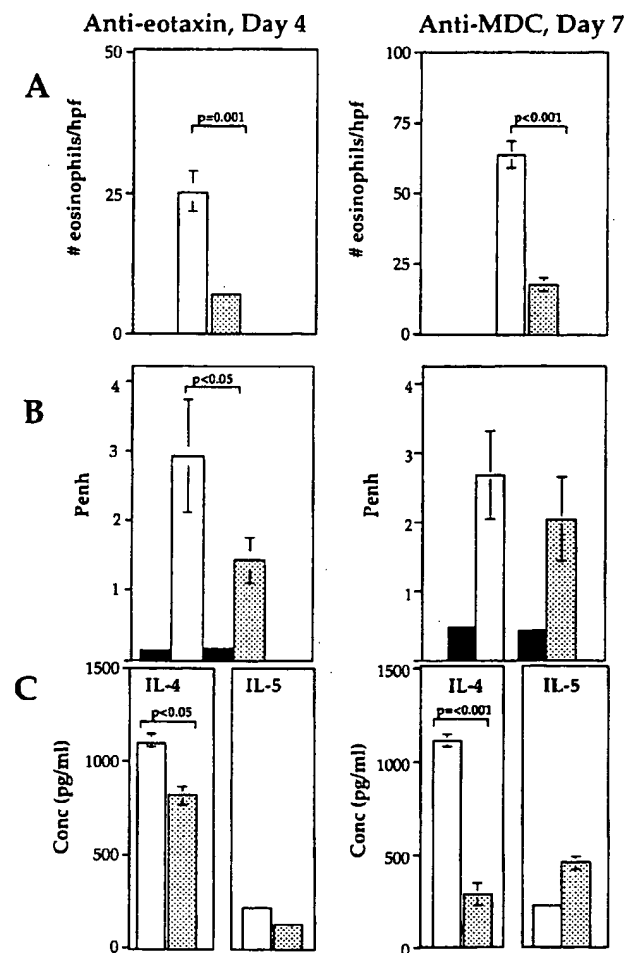 Anti-eotaxin, Day 4
Anti-MDC, Day 7
A
# eosinophils/hpf
50
25
0
p=0.001
# eosinophils/hpf
100
75
50
25
0
p<0.001
B
Penh
4
3
2
1
p<0.05
Penh
4
3
2
1
C
Conc (pg/ml)
1500
1000
500
0
IL-4
p<0.05
IL-5
Conc (pg/ml)
1500
1000
500
0
IL-4
p=<0.001
IL-5